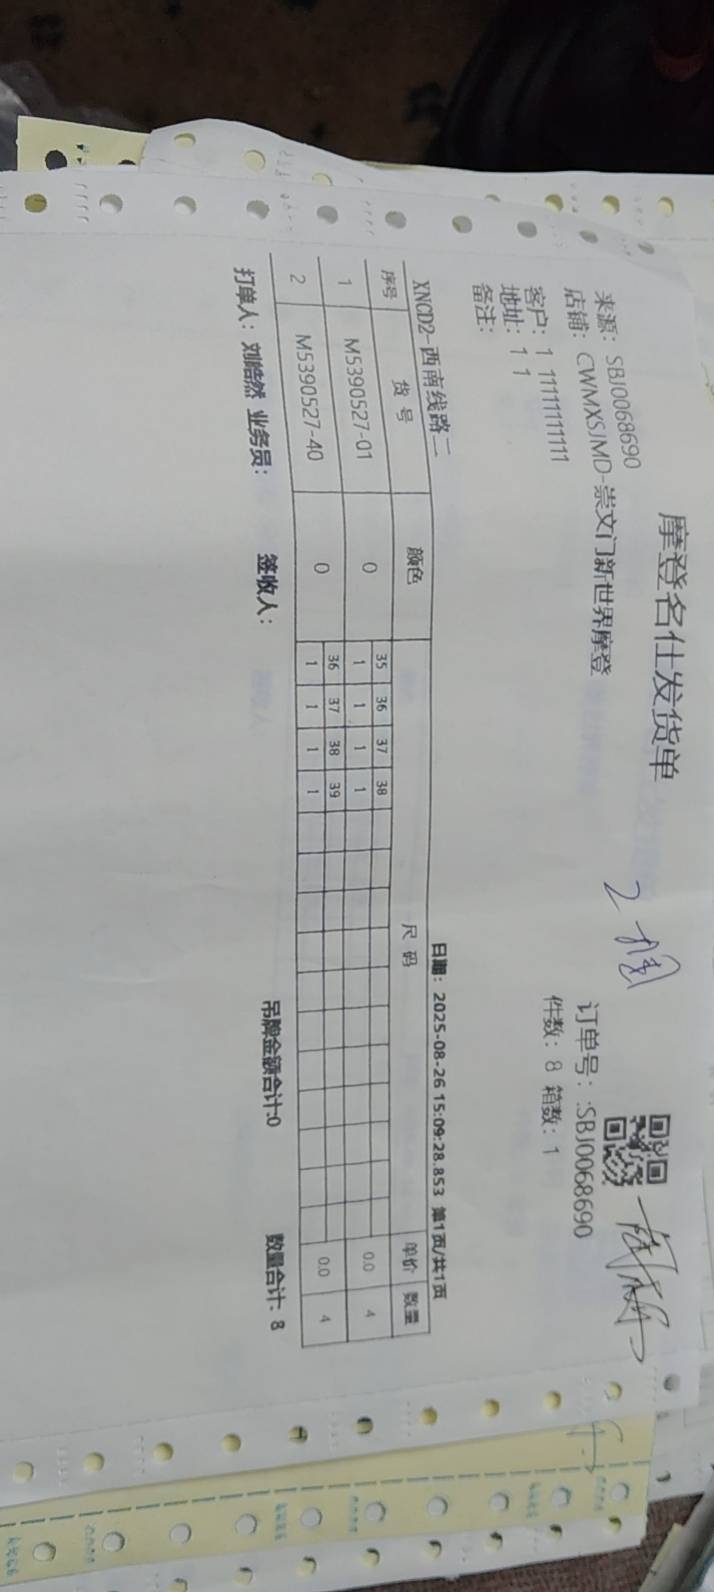 摩登名仕发货单
来源：SBJ0068690
订单号：:SBJ0068690
店铺：CWMXSJMD-崇文门新世界摩登
件数：8 箱数：1
客户：1 11111111111
地址：1 1
备注：
XNCD2-西南线路二 日期：2025-08-26 15:09:28.853 第1页/共1页
序号 货号 颜色 尺码 单价 数量
1 M5390527-01 0 35 36 37 38 0.0 4
1 1 1 1
2 M5390527-40 0 36 37 38 39 0.0 4
1 1 1 1
打单人：刘皓然 业务员： 签收人： 吊牌金额合计:0 数量合计: 8